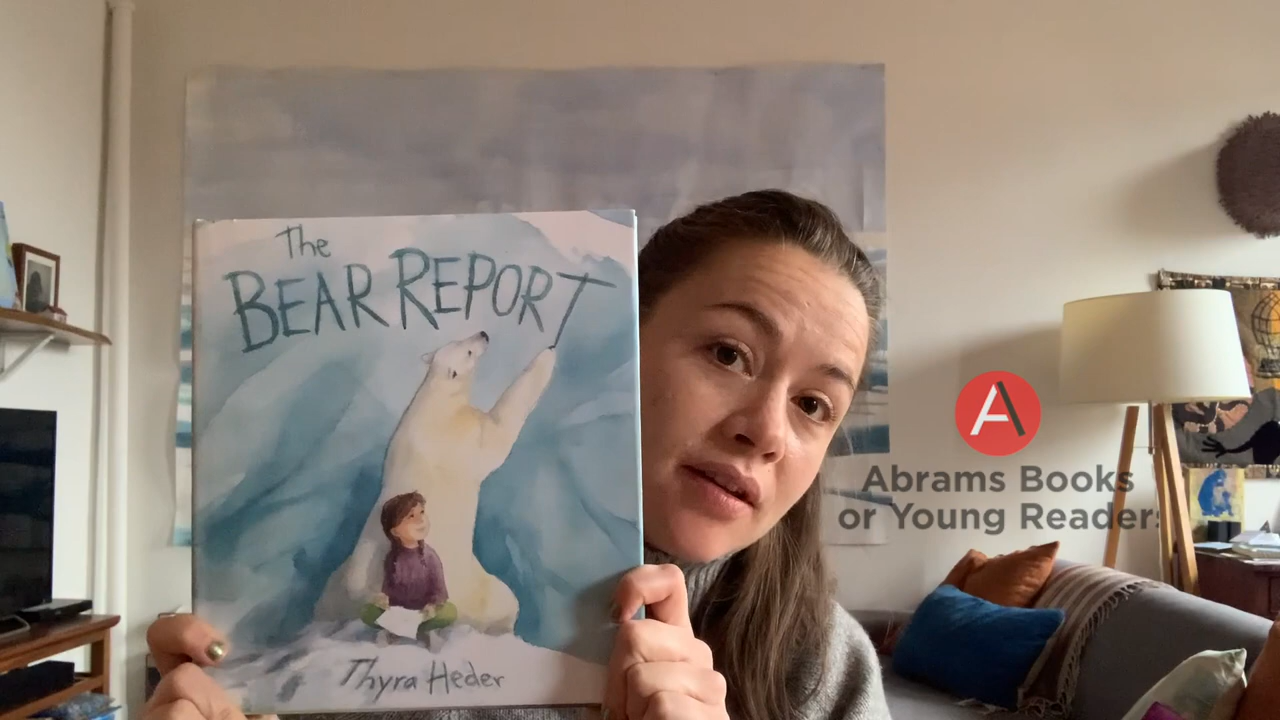 The
BEAR REPORT
Thyra Heder
Abrams Books
or Young Reader